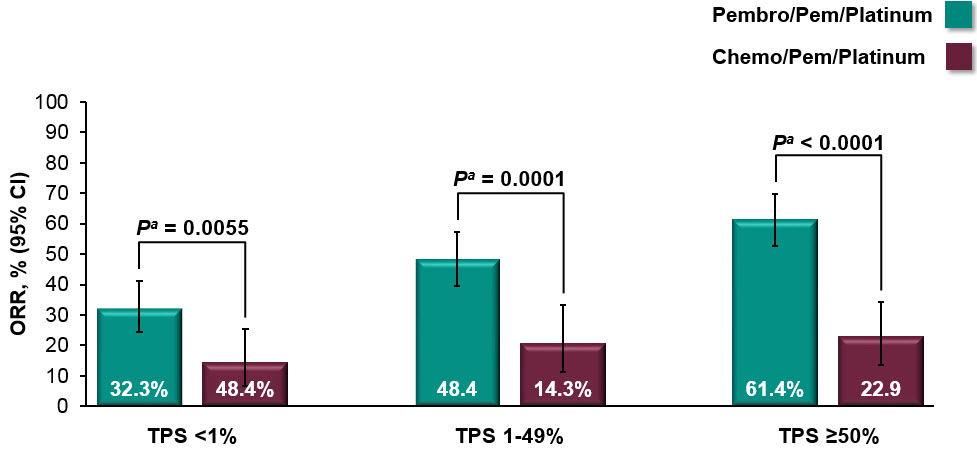 Pembro/Pem/Platinum
Chemo/Pem/Platinum
ORR, % (95% CI)
100
90
80
70
60
50
40
30
20
10
0
Pa = 0.0055
Pa = 0.0001
Pa < 0.0001
32.3%
48.4%
48.4
14.3%
61.4%
22.9
TPS <1%
TPS 1-49%
TPS ≥50%